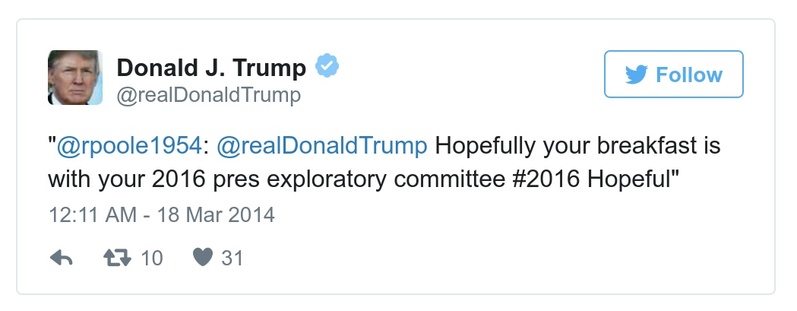 Donald J. Trump
@realDonaldTrump
Follow
"@rpoole1954: @realDonaldTrump Hopefully your breakfast is
with your 2016 pres exploratory committee #2016 Hopeful"
12:11 AM - 18 Mar 2014
10 31